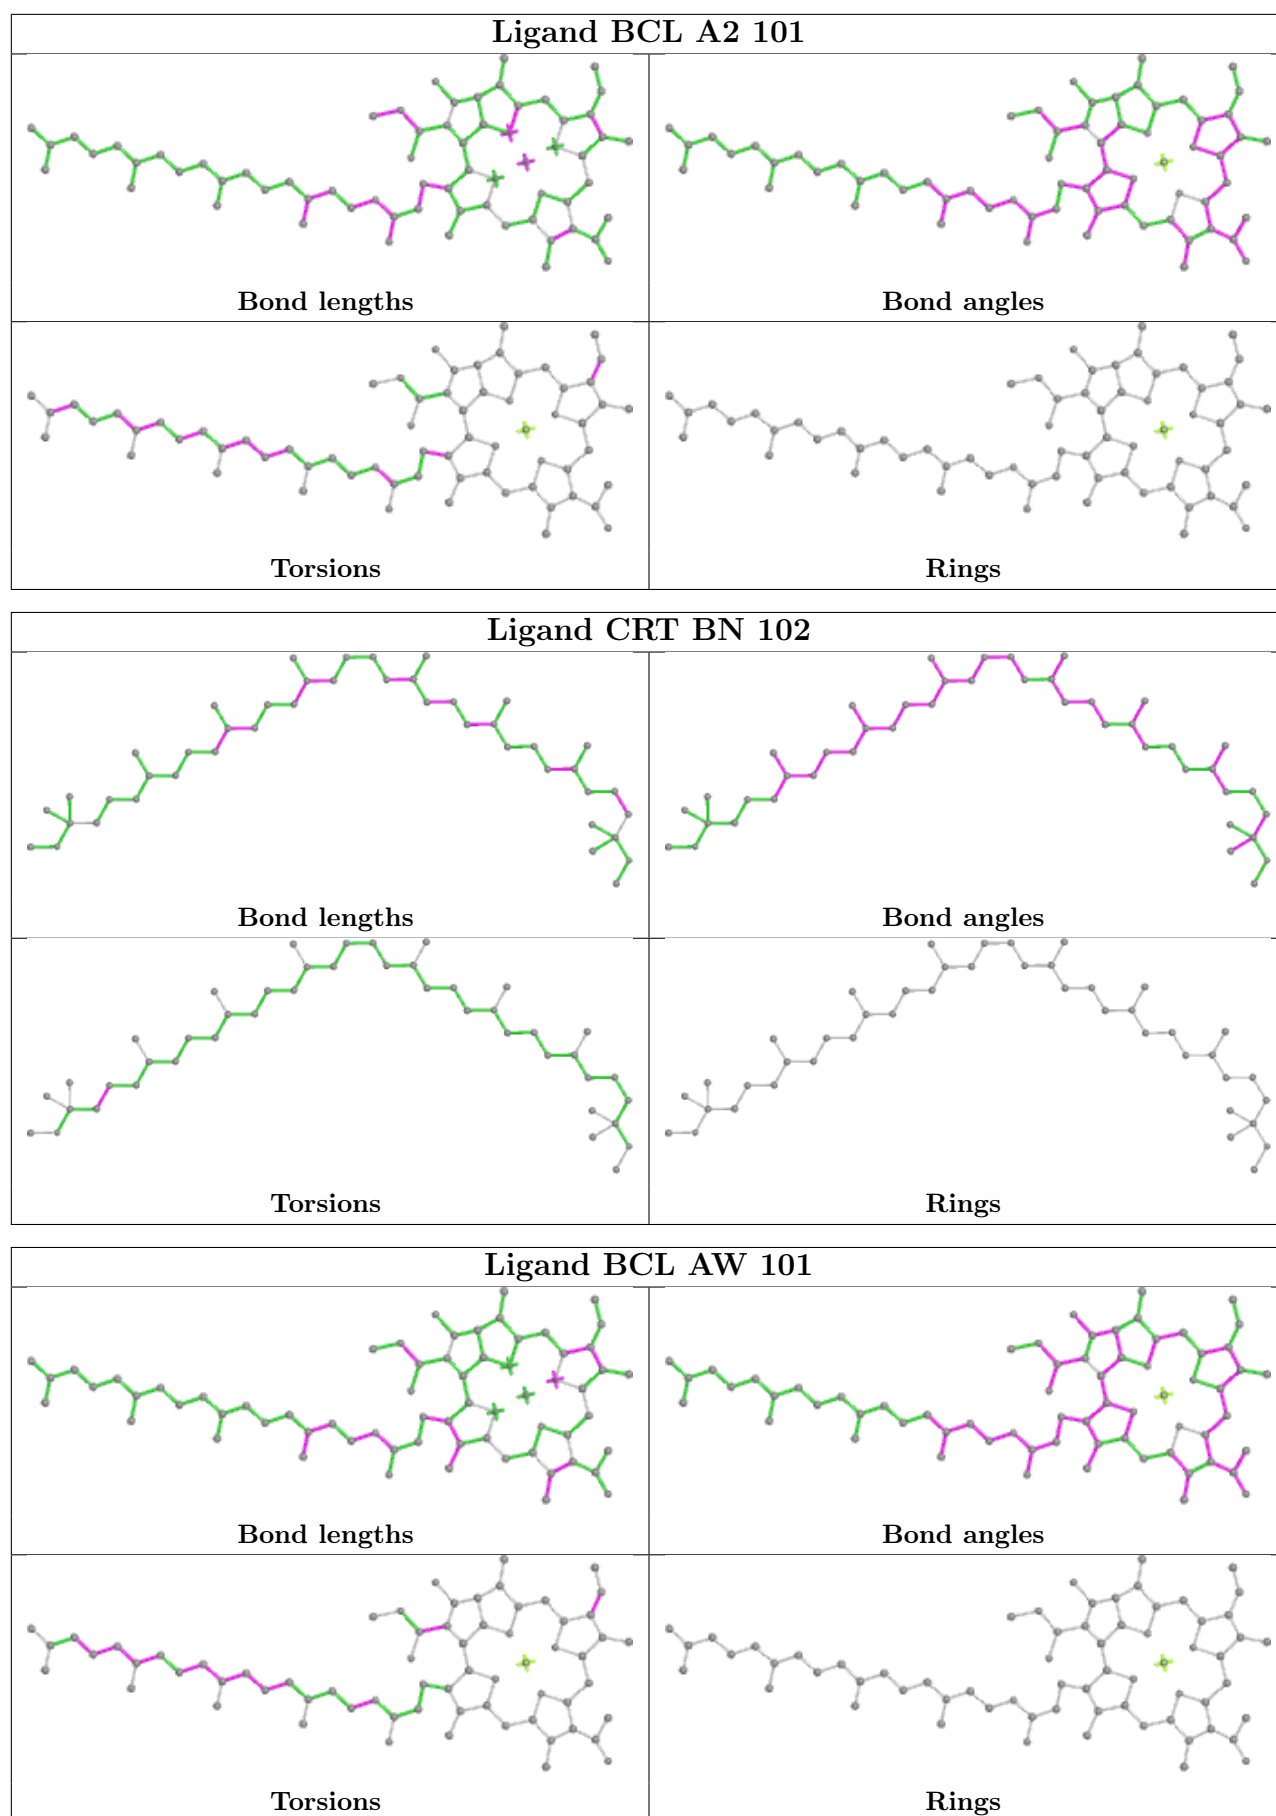 Ligand BCL A2 101
Bond lengths
Bond angles
Torsions
Rings
Ligand CRT BN 102
Bond lengths
Bond angles
Torsions
Rings
Ligand BCL AW 101
Bond lengths
Bond angles
Torsions
Rings